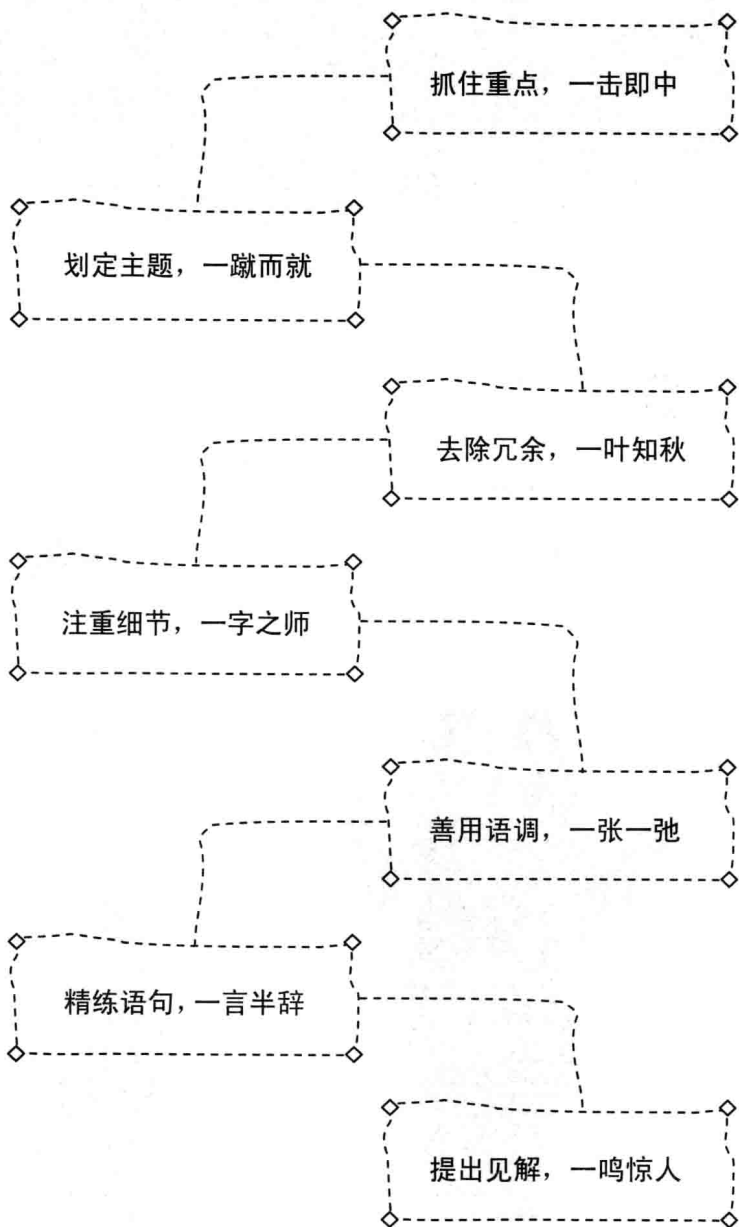 抓住重点，一击即中
划定主题，一蹴而就
去除冗余，一叶知秋
注重细节，一字之师
善用语调，一张一弛
精练语句，一言半辞
提出见解，一鸣惊人